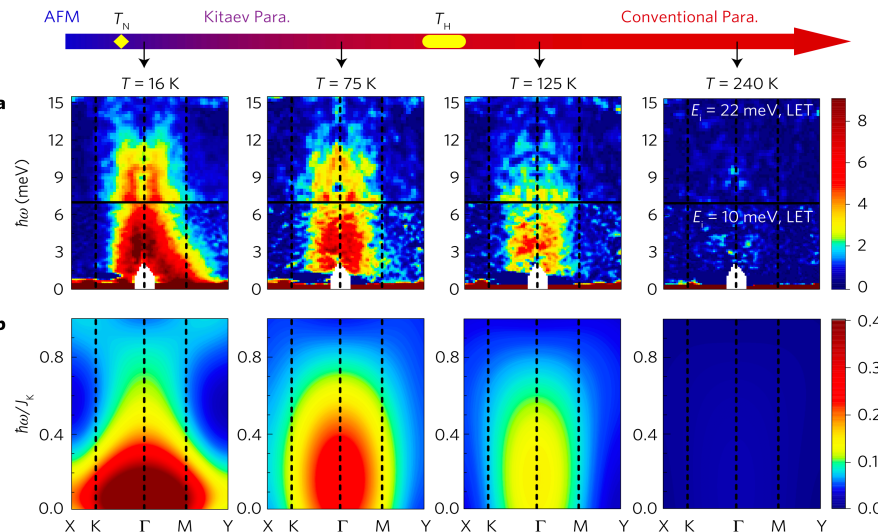 AFM T_N Kitaev Para. T_H Conventional Para.
T = 16 K T = 75 K T = 125 K T = 240 K
a
15 15 15 15
12 12 12 12
9 9 9 9
6 6 6 6
3 3 3 3
0 0 0 0
ħω (meV)
E_i = 22 meV, LET
E_i = 10 meV, LET
8
6
4
2
0
b
0.8 0.8 0.8 0.8
0.4 0.4 0.4 0.4
0.0 0.0 0.0 0.0
ħω/J_K
0.4
0.3
0.2
0.1
0.0
X K Γ M Y X K Γ M Y X K Γ M Y X K Γ M Y